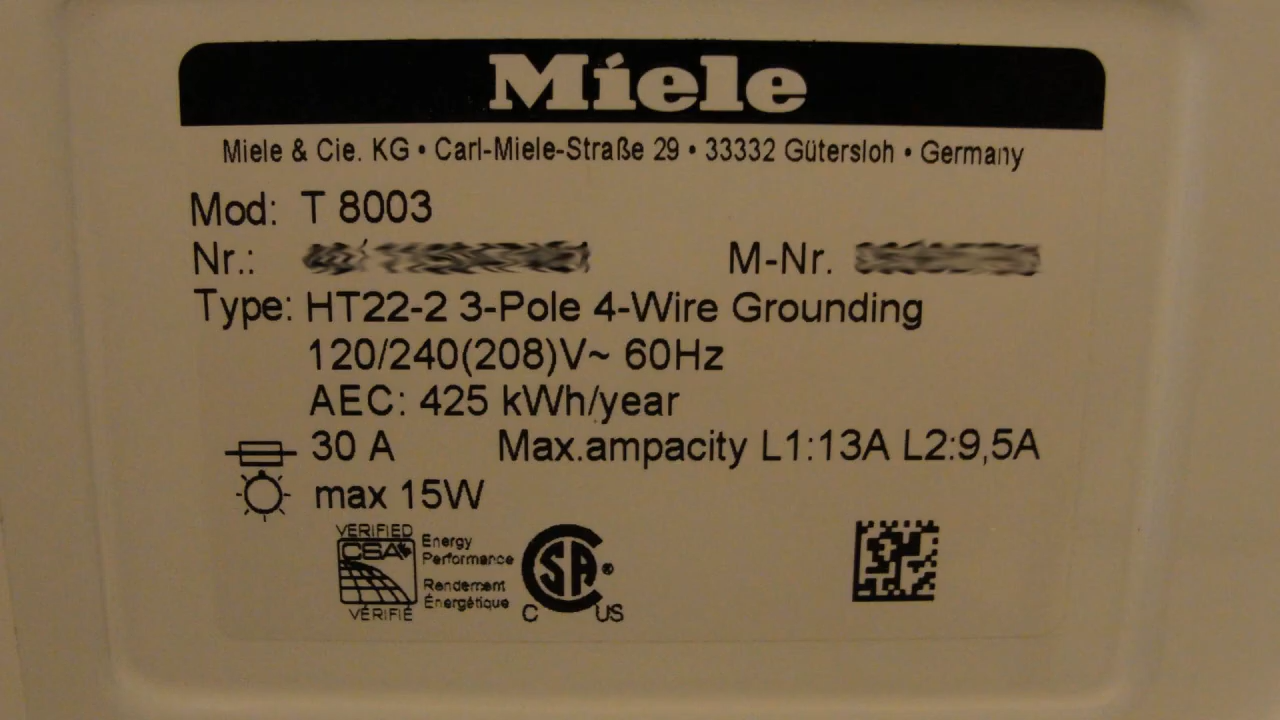 Miele
Miele & Cie. KG • Carl-Miele-Straße 29 • 33332 Gütersloh • Germany
Mod: T 8003
Nr.: M-Nr.
Type: HT22-2 3-Pole 4-Wire Grounding
120/240(208)V~ 60Hz
AEC: 425 kWh/year
30 A Max.ampacity L1:13A L2:9,5A
max 15W
VERIFIED
CSA
VÉRIFIÉ
Energy
Performance
Rendement
Énergétique
CSA ®
C US